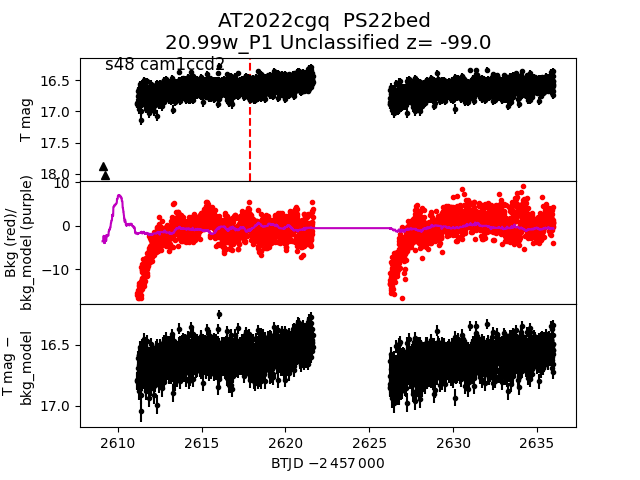 AT2022cgq  PS22bed
20.99w_P1 Unclassified z= -99.0
s48 cam1ccd2
16.5
17.0
17.5
18.0
T mag
10
0
−10
Bkg (red)/
bkg_model (purple)
16.5
17.0
T mag −
bkg_model
2610 2615 2620 2625 2630 2635
BTJD −2 457 000